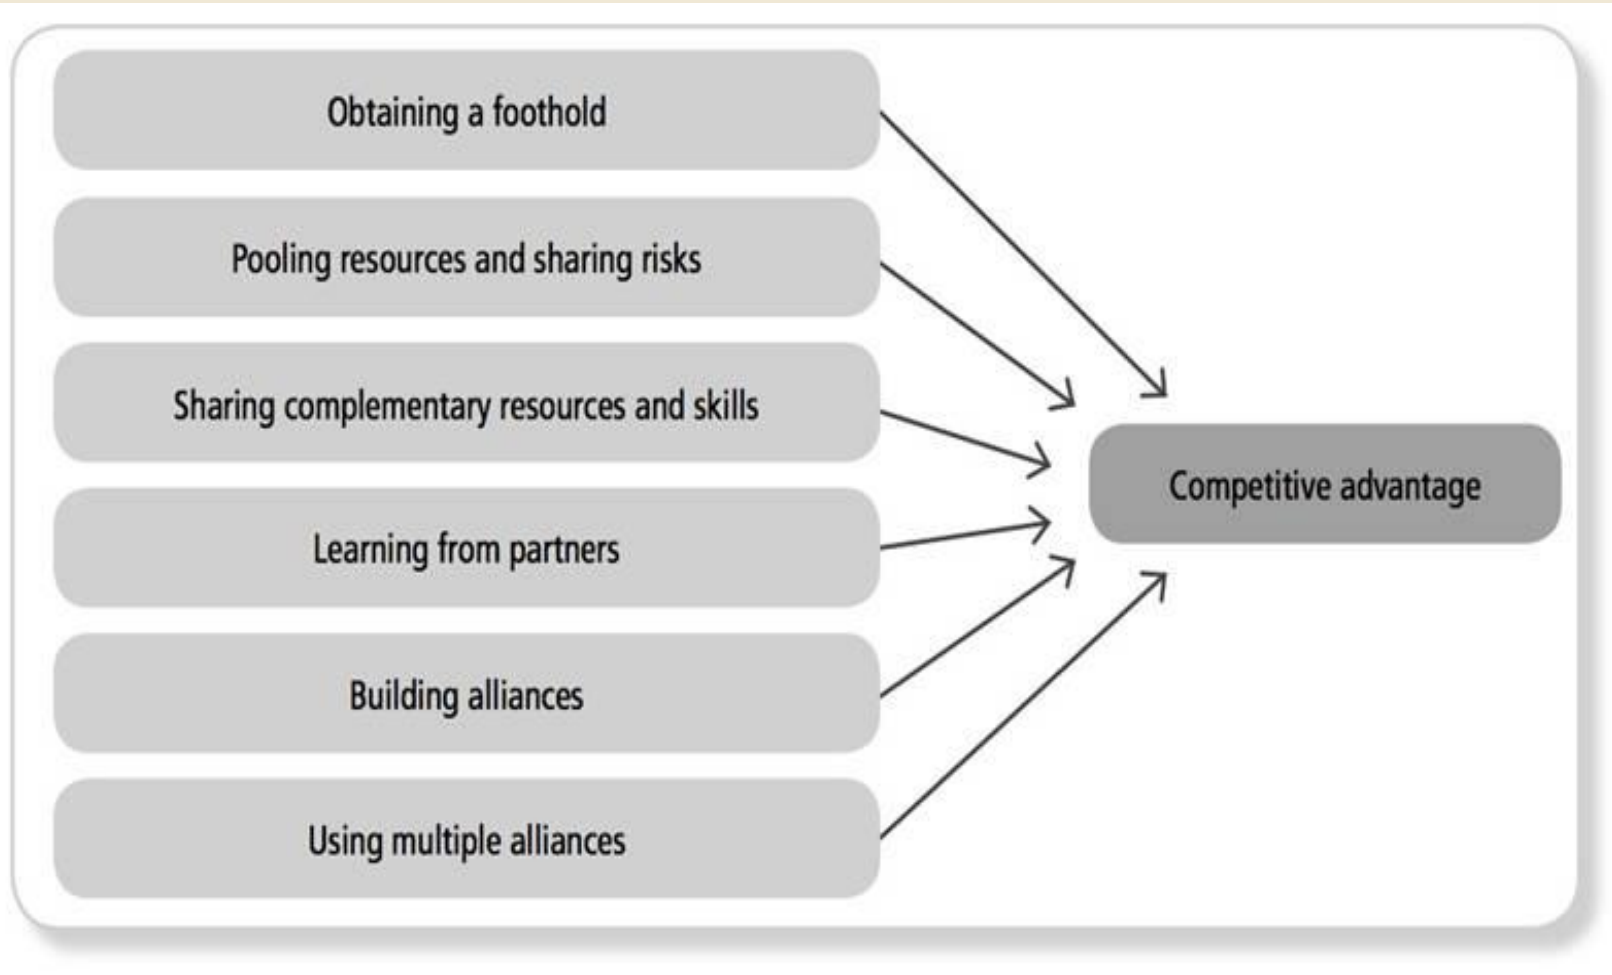 Obtaining a foothold
Pooling resources and sharing risks
Sharing complementary resources and skills
Learning from partners
Building alliances
Using multiple alliances
Competitive advantage